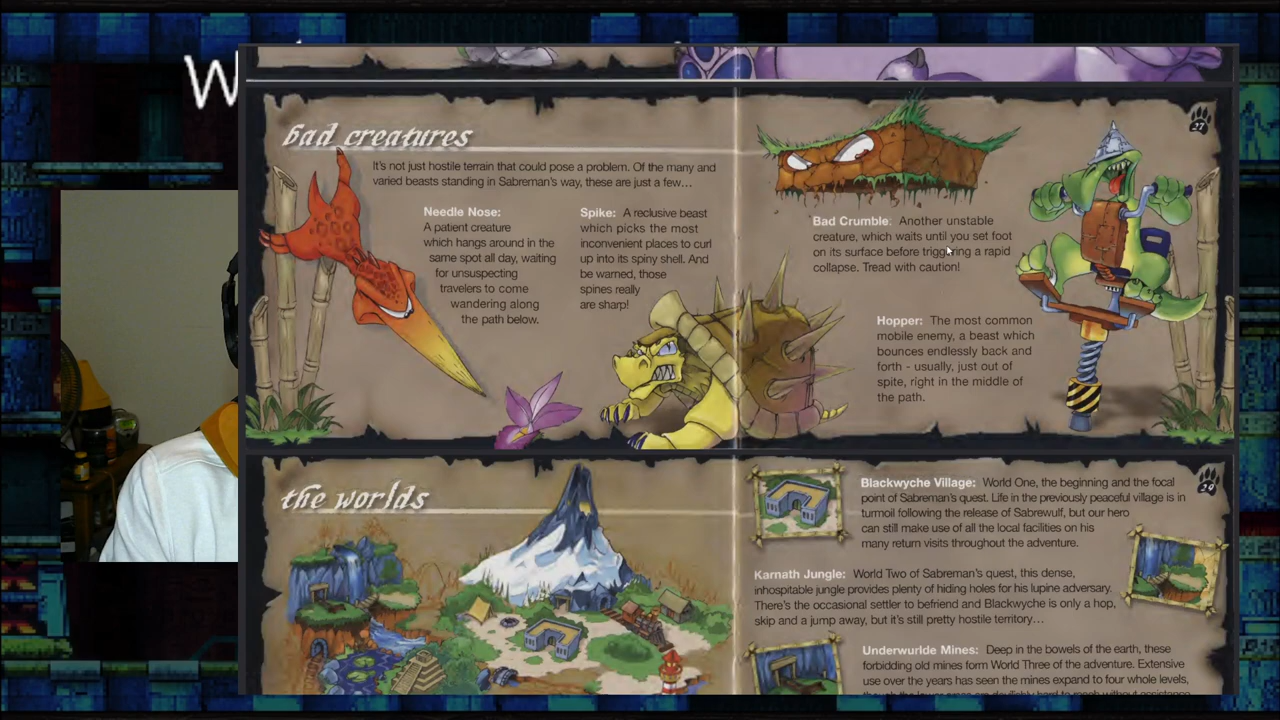 W
bad creatures
It's not just hostile terrain that could pose a problem. Of the many and
varied beasts standing in Sabreman's way, these are just a few...
Needle Nose:
A patient creature
which hangs around in the
same spot all day, waiting
for unsuspecting
travelers to come
wandering along
the path below.
Spike: A reclusive beast
which picks the most
inconvenient places to curl
up into its spiny shell. And
be warned, those
spines really
are sharp!
27
Bad Crumble: Another unstable
creature, which waits until you set foot
on its surface before triggering a rapid
collapse. Tread with caution!
Hopper: The most common
mobile enemy, a beast which
bounces endlessly back and
forth - usually, just out of
spite, right in the middle of
the path.
the worlds
29
Blackwyche Village: World One, the beginning and the focal
point of Sabreman's quest. Life in the previously peaceful village is in
turmoil following the release of Sabrewulf, but our hero
can still make use of all the local facilities on his
many return visits throughout the adventure.
Karnath Jungle: World Two of Sabreman's quest, this dense,
inhospitable jungle provides plenty of hiding holes for his lupine adversary.
There's the occasional settler to befriend and Blackwyche is only a hop,
skip and a jump away, but it's still pretty hostile territory...
Underwurlde Mines: Deep in the bowels of the earth, these
forbidding old mines form World Three of the adventure. Extensive
use over the years has seen the mines expand to four whole levels,